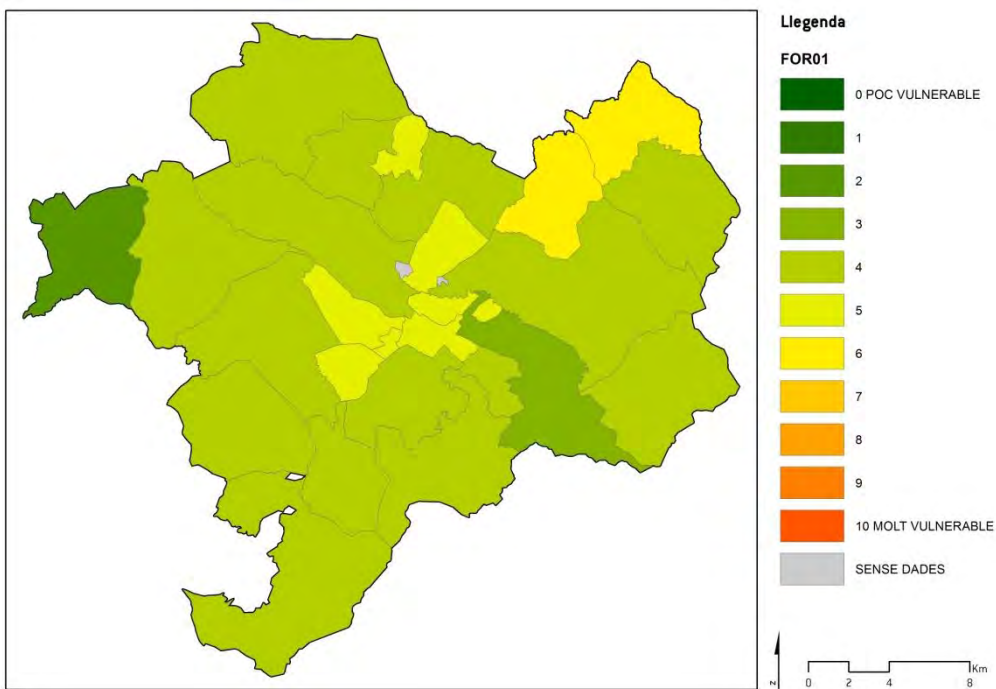 Llegenda
FOR01
0 POC VULNERABLE
1
2
3
4
5
6
7
8
9
10 MOLT VULNERABLE
SENSE DADES
N
Km
0 2 4 8